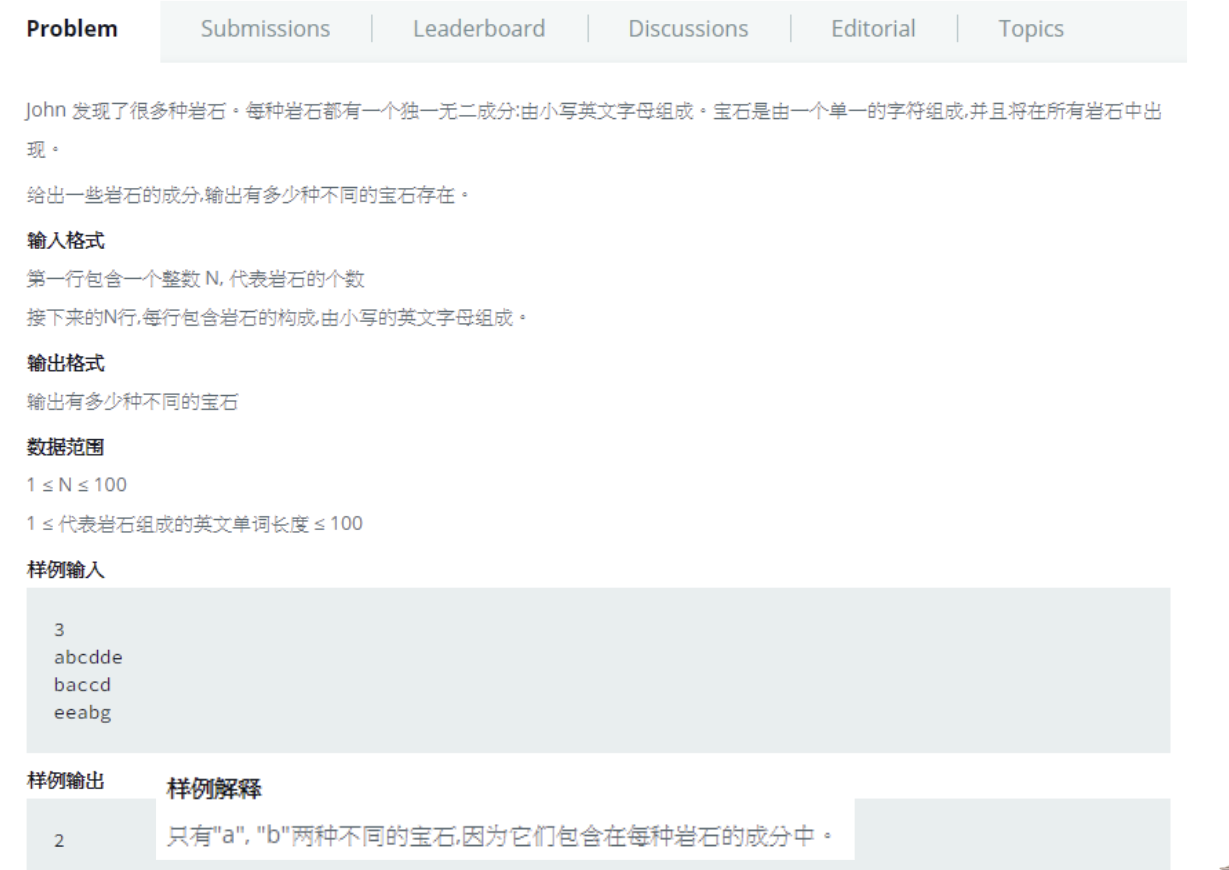 Problem Submissions Leaderboard Discussions Editorial Topics
John 发现了很多种岩石。每种岩石都有一个独一无二成分:由小写英文字母组成。宝石是由一个单一的字符组成,并且将在所有岩石中出
现。
给出一些岩石的成分,输出有多少种不同的宝石存在。
输入格式
第一行包含一个整数 N, 代表岩石的个数
接下来的N行,每行包含岩石的构成,由小写的英文字母组成。
输出格式
输出有多少种不同的宝石
数据范围
1 ≤ N ≤ 100
1 ≤ 代表岩石组成的英文单词长度 ≤ 100
样例输入
3
abcdde
baccd
eeabg
样例输出
2
样例解释
只有"a", "b"两种不同的宝石,因为它们包含在每种岩石的成分中。